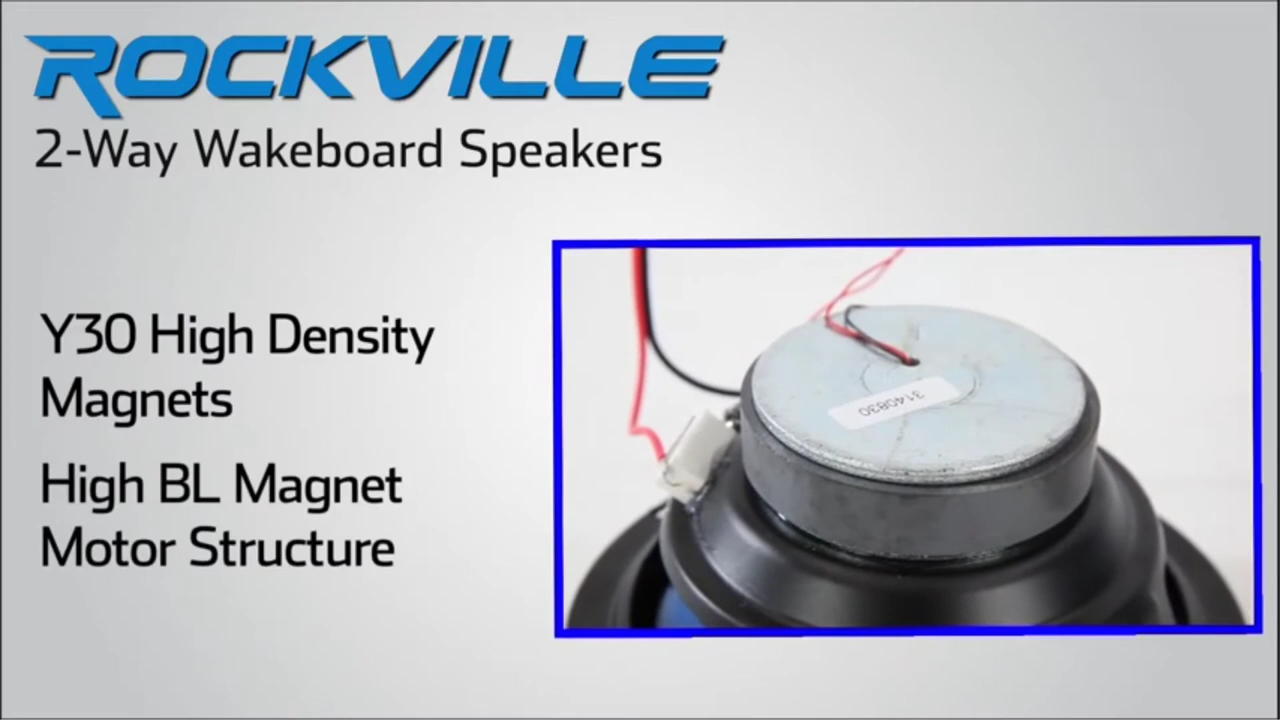 ROCKVILLE
2-Way Wakeboard Speakers
Y30 High Density
Magnets
High BL Magnet
Motor Structure
3140830